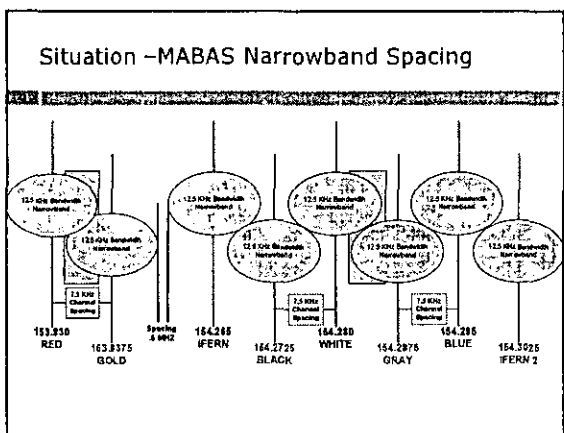 Situation –MABAS Narrowband Spacing
12.5 KHz Bandwidth
Narrowband
12.5 KHz Bandwidth
Narrowband
12.5 KHz Bandwidth
Narrowband
12.5 KHz Bandwidth
Narrowband
12.5 KHz Bandwidth
Narrowband
12.5 KHz Bandwidth
Narrowband
12.5 KHz Bandwidth
Narrowband
12.5 KHz Bandwidth
Narrowband
7.5 KHz
Channel
Spacing
7.5 KHz
Channel
Spacing
7.5 KHz
Channel
Spacing
153.830
RED
153.8375
GOLD
Spacing
.5 MHZ
154.265
IFERN
154.2725
BLACK
154.280
WHITE
154.2875
GRAY
154.295
BLUE
154.3025
IFERN 2